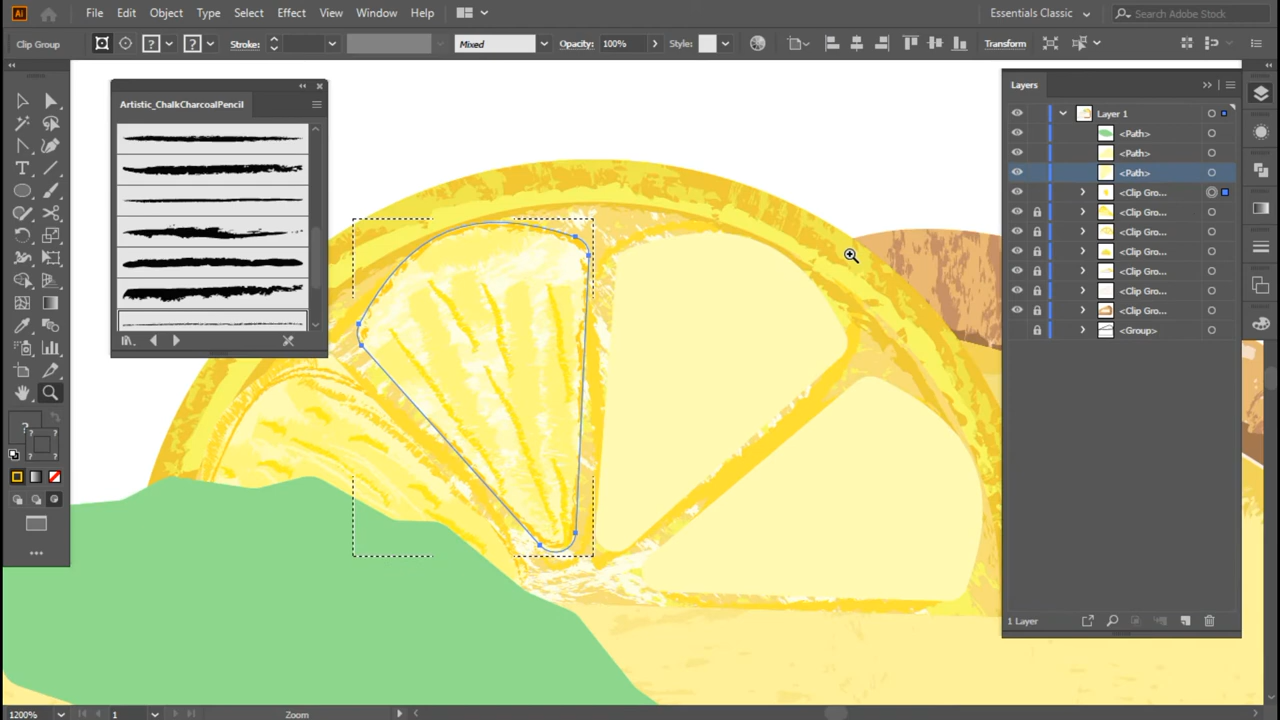 Ai File Edit Object Type Select Effect View Window Help Essentials Classic Search Adobe Stock
Clip Group ? ? Stroke: Mixed Opacity: 100% Style: Transform
Artistic_ChalkCharcoalPencil
Layers
Layer 1
<Path>
<Path>
<Path>
<Clip Gro...
<Clip Gro...
<Clip Gro...
<Clip Gro...
<Clip Gro...
<Clip Gro...
<Clip Gro...
<Group>
1 Layer
1200% 1 Zoom